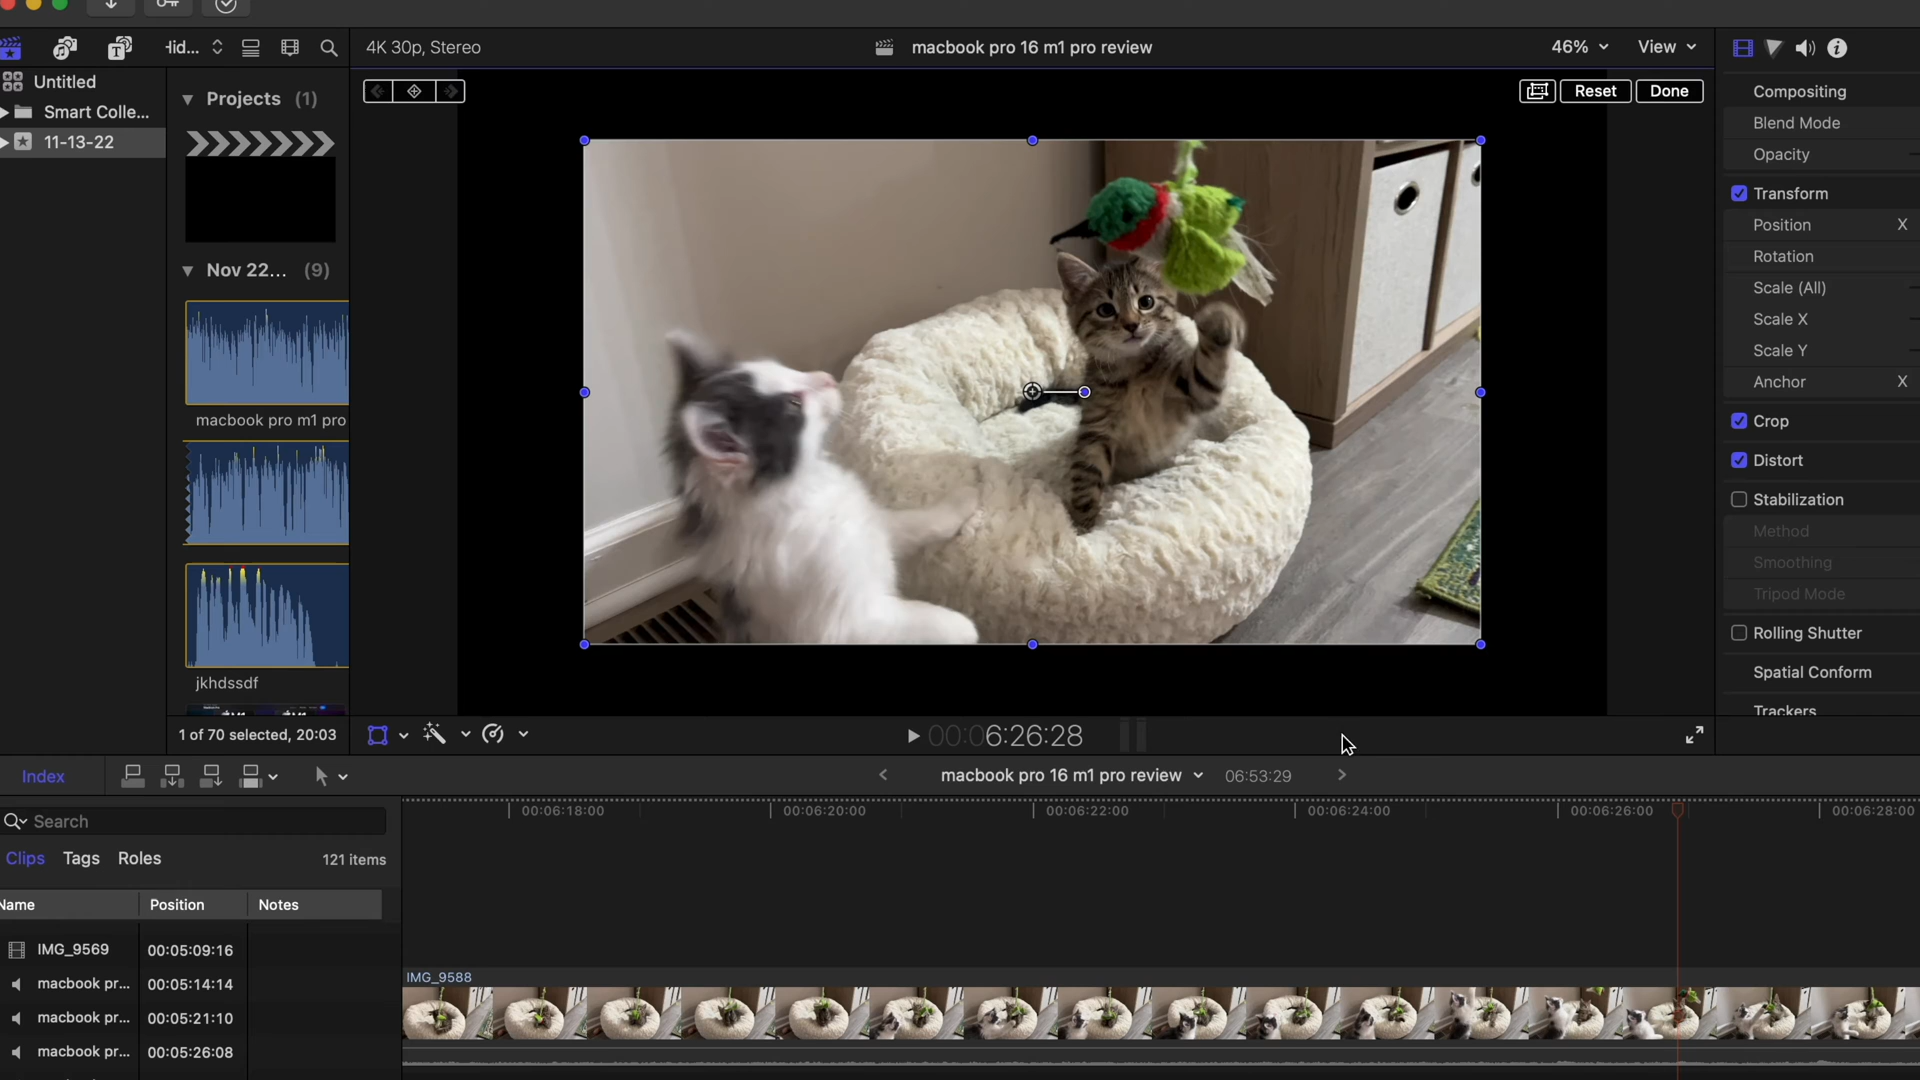 Hid...
4K 30p, Stereo
macbook pro 16 m1 pro review
46%
View
Untitled
Smart Colle...
11-13-22
Projects (1)
Nov 22... (9)
macbook pro m1 pro
jkhdssdf
1 of 70 selected, 20:03
Reset
Done
00:06:26:28
Compositing
Blend Mode
Opacity
Transform
Position X
Rotation
Scale (All)
Scale X
Scale Y
Anchor X
Crop
Distort
Stabilization
Method
Smoothing
Tripod Mode
Rolling Shutter
Spatial Conform
Trackers
Index
macbook pro 16 m1 pro review
06:53:29
Search
Clips Tags Roles
121 items
Name Position Notes
IMG_9569 00:05:09:16
macbook pr... 00:05:14:14
macbook pr... 00:05:21:10
macbook pr... 00:05:26:08
00:06:18:00 00:06:20:00 00:06:22:00 00:06:24:00 00:06:26:00 00:06:28:00
IMG_9588